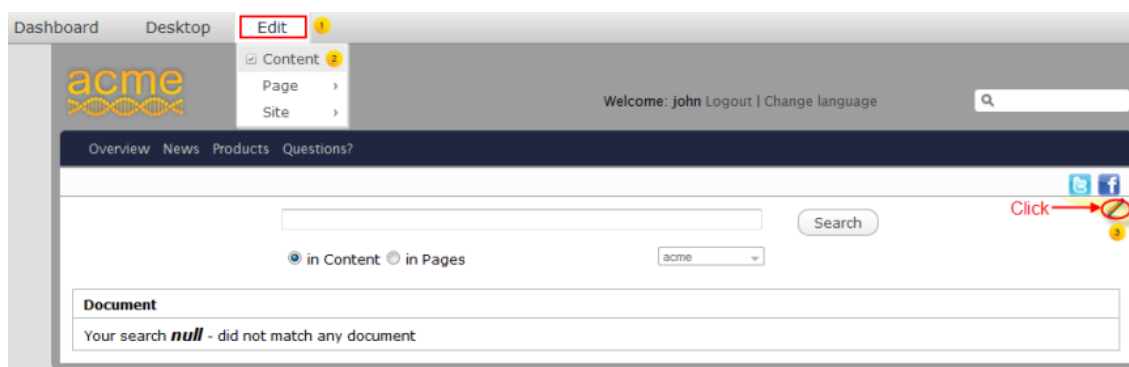 Dashboard Desktop Edit 1
Content 2
Page ›
Site ›
acme
Welcome: john Logout | Change language
Overview News Products Questions?
Click
3
Search
in Content in Pages
acme
Document
Your search null - did not match any document